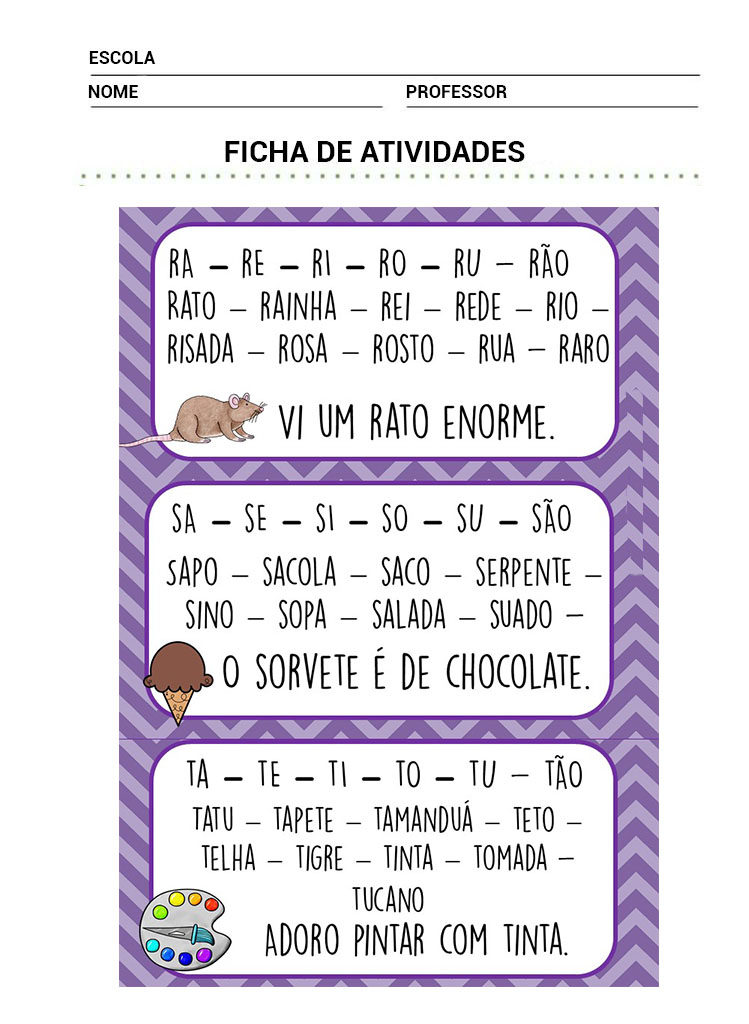 ESCOLA
NOME PROFESSOR
FICHA DE ATIVIDADES
RA – RE – RI – RO – RU – RÃO
RATO – RAINHA – REI – REDE – RIO –
RISADA – ROSA – ROSTO – RUA – RARO
VI UM RATO ENORME.
SA – SE – SI – SO – SU – SÃO
SAPO – SACOLA – SACO – SERPENTE –
SINO – SOPA – SALADA – SUADO –
O SORVETE É DE CHOCOLATE.
TA – TE – TI – TO – TU – TÃO
TATU – TAPETE – TAMANDUÁ – TETO –
TELHA – TIGRE – TINTA – TOMADA –
TUCANO
ADORO PINTAR COM TINTA.